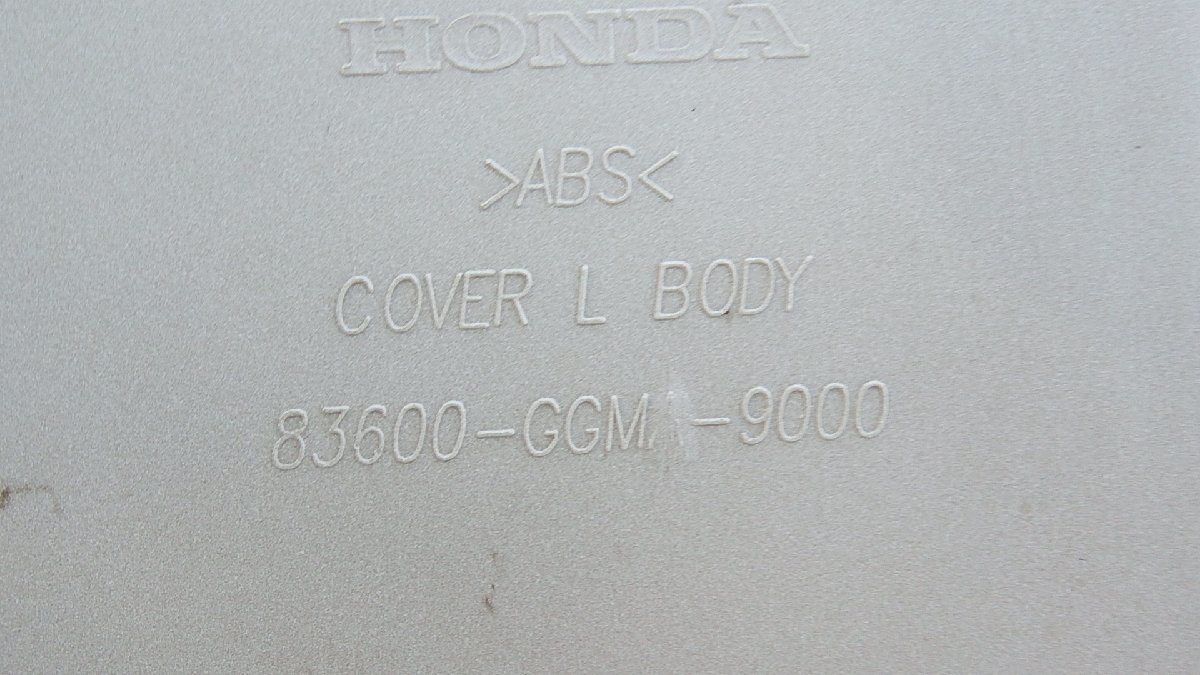 HONDA
>ABS<
COVER L BODY
83600-GGM -9000